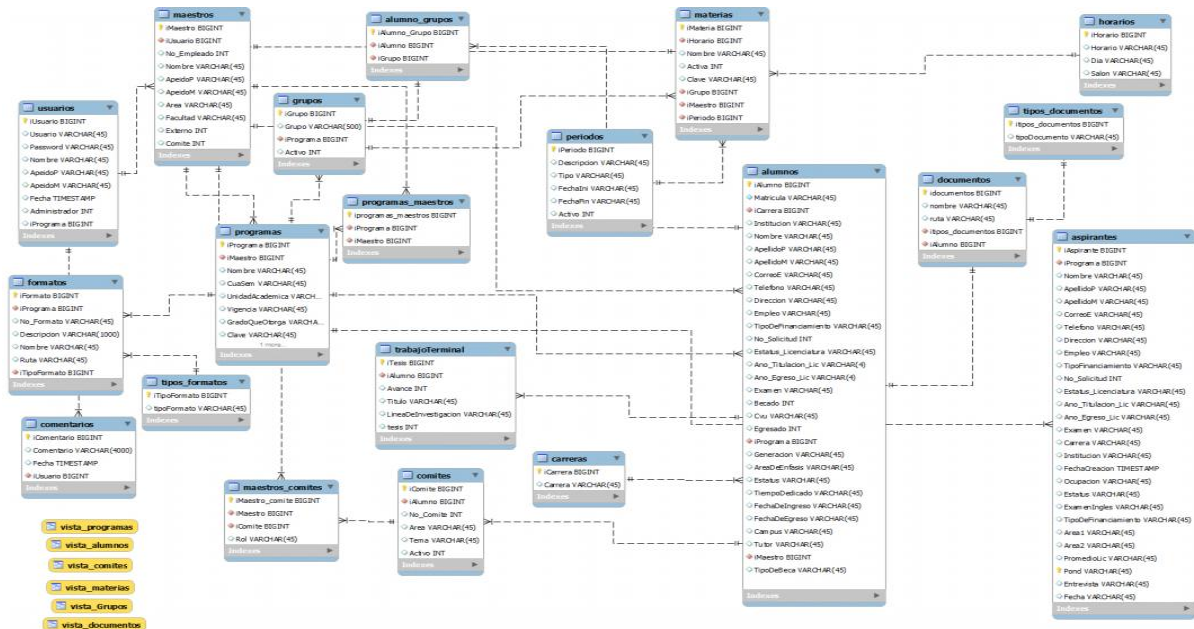 maestros
iMaestro BIGINT
iUsuario BIGINT
No_Empleado INT
Nombre VARCHAR(45)
ApeidoP VARCHAR(45)
ApeidoM VARCHAR(45)
Area VARCHAR(45)
Facultad VARCHAR(45)
Externo INT
Comite INT
Indexes
alumno_grupos
iAlumno_Grupo BIGINT
iAlumno BIGINT
iGrupo BIGINT
Indexes
materias
iMateria BIGINT
iHorario BIGINT
Nombre VARCHAR(45)
Activa INT
Clave VARCHAR(45)
iGrupo BIGINT
iMaestro BIGINT
iPeriodo BIGINT
Indexes
horarios
iHorario BIGINT
Horario VARCHAR(45)
Dia VARCHAR(45)
Salon VARCHAR(45)
Indexes
usuarios
iUsuario BIGINT
Usuario VARCHAR(45)
Password VARCHAR(45)
Nombre VARCHAR(45)
ApeidoP VARCHAR(45)
ApeidoM VARCHAR(45)
Fecha TIMESTAMP
Administrador INT
iPrograma BIGINT
Indexes
grupos
iGrupo BIGINT
Grupo VARCHAR(500)
iPrograma BIGINT
Activo INT
Indexes
periodos
iPeriodo BIGINT
Descripcion VARCHAR(45)
Tipo VARCHAR(45)
FechaIni VARCHAR(45)
FechaFin VARCHAR(45)
Activo INT
Indexes
tipos_documentos
itipos_documentos BIGINT
tipoDocumento VARCHAR(45)
Indexes
programas_maestros
iprogramas_maestros BIGINT
iPrograma BIGINT
iMaestro BIGINT
Indexes
alumnos
iAlumno BIGINT
Matricula VARCHAR(45)
iCarrera BIGINT
Institucion VARCHAR(45)
Nombre VARCHAR(45)
ApellidoP VARCHAR(45)
ApellidoM VARCHAR(45)
CorreoE VARCHAR(45)
Telefono VARCHAR(45)
Direccion VARCHAR(45)
Empleo VARCHAR(45)
TipoDeFinanciamiento VARCHAR(45)
No_Solicitud INT
Estatus_Licenciatura VARCHAR(45)
Ano_Titulacion_Lic VARCHAR(4)
Ano_Egreso_Lic VARCHAR(4)
Examen VARCHAR(45)
Becado INT
Cvu VARCHAR(45)
Egresado INT
iPrograma BIGINT
Generacion VARCHAR(45)
AreaDeEnfasis VARCHAR(45)
Estatus VARCHAR(45)
TiempoDedicado VARCHAR(45)
FechaDeIngreso VARCHAR(45)
FechaDeEgreso VARCHAR(45)
Campus VARCHAR(45)
Tutor VARCHAR(45)
iMaestro BIGINT
TipoDeBeca VARCHAR(45)
Indexes
documentos
idocumentos BIGINT
nombre VARCHAR(45)
ruta VARCHAR(45)
itipos_documentos BIGINT
iAlumno BIGINT
Indexes
aspirantes
iAspirante BIGINT
iPrograma BIGINT
Nombre VARCHAR(45)
ApellidoP VARCHAR(45)
ApellidoM VARCHAR(45)
CorreoE VARCHAR(45)
Telefono VARCHAR(45)
Direccion VARCHAR(45)
Empleo VARCHAR(45)
TipoFinanciamiento VARCHAR(45)
No_Solicitud INT
Estatus_Licenciatura VARCHAR(45)
Ano_Titulacion_Lic VARCHAR(45)
Ano_Egreso_Lic VARCHAR(45)
Examen VARCHAR(45)
Carrera VARCHAR(45)
Institucion VARCHAR(45)
FechaCreacion TIMESTAMP
Ocupacion VARCHAR(45)
Estatus VARCHAR(45)
ExamenIngles VARCHAR(45)
TipoDeFinanciamiento VARCHAR(45)
Area1 VARCHAR(45)
Area2 VARCHAR(45)
PromedioLic VARCHAR(45)
Pond VARCHAR(45)
Entrevista VARCHAR(45)
Fecha VARCHAR(45)
Indexes
programas
iPrograma BIGINT
iMaestro BIGINT
Nombre VARCHAR(45)
CuaSem VARCHAR(45)
UnidadAcademica VARCH...
Vigencia VARCHAR(45)
GradoQueOtorga VARCHA...
Clave VARCHAR(45)
1 more...
Indexes
formatos
iFormato BIGINT
iPrograma BIGINT
No_Formato VARCHAR(45)
Descripcion VARCHAR(1000)
Nombre VARCHAR(45)
Ruta VARCHAR(45)
iTipoFormato BIGINT
Indexes
tipos_formatos
iTipoFormato BIGINT
tipoFormato VARCHAR(45)
Indexes
trabajoTerminal
iTesis BIGINT
iAlumno BIGINT
Avance INT
Titulo VARCHAR(45)
LineaDeInvestigacion VARCHAR(45)
tesis INT
Indexes
comentarios
iComentario BIGINT
Comentario VARCHAR(4000)
Fecha TIMESTAMP
iUsuario BIGINT
Indexes
carreras
iCarrera BIGINT
Carrera VARCHAR(45)
Indexes
maestros_comites
iMaestro_comite BIGINT
iMaestro BIGINT
iComite BIGINT
Rol VARCHAR(45)
Indexes
comites
iComite BIGINT
iAlumno BIGINT
No_Comite INT
Area VARCHAR(45)
Tema VARCHAR(45)
Activo INT
Indexes
vista_programas
vista_alumnos
vista_comites
vista_materias
vista_Grupos
vista_documentos